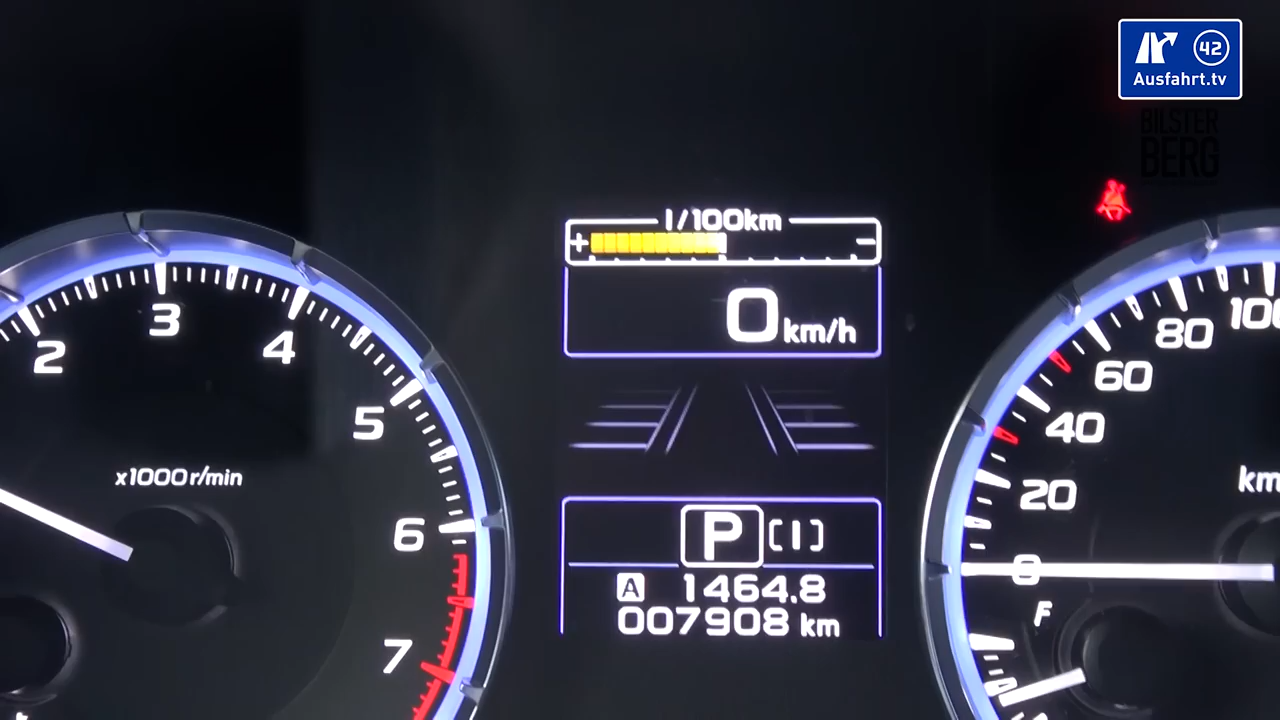 42
Ausfahrt.tv
BILSTER
BERG
l/100km
+ −
0 km/h
2
3
4
5
6
7
x1000r/min
P [I]
A 1464.8
007908 km
0
20
40
60
80
100
km
F